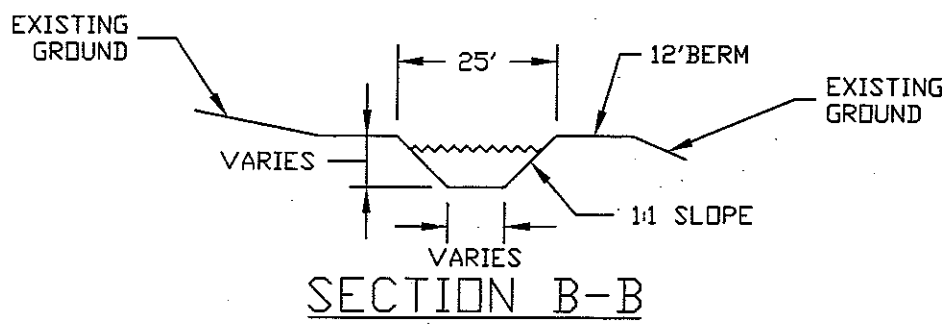 EXISTING
GROUND
25'
12'BERM
EXISTING
GROUND
VARIES
1:1 SLOPE
VARIES
SECTION B-B